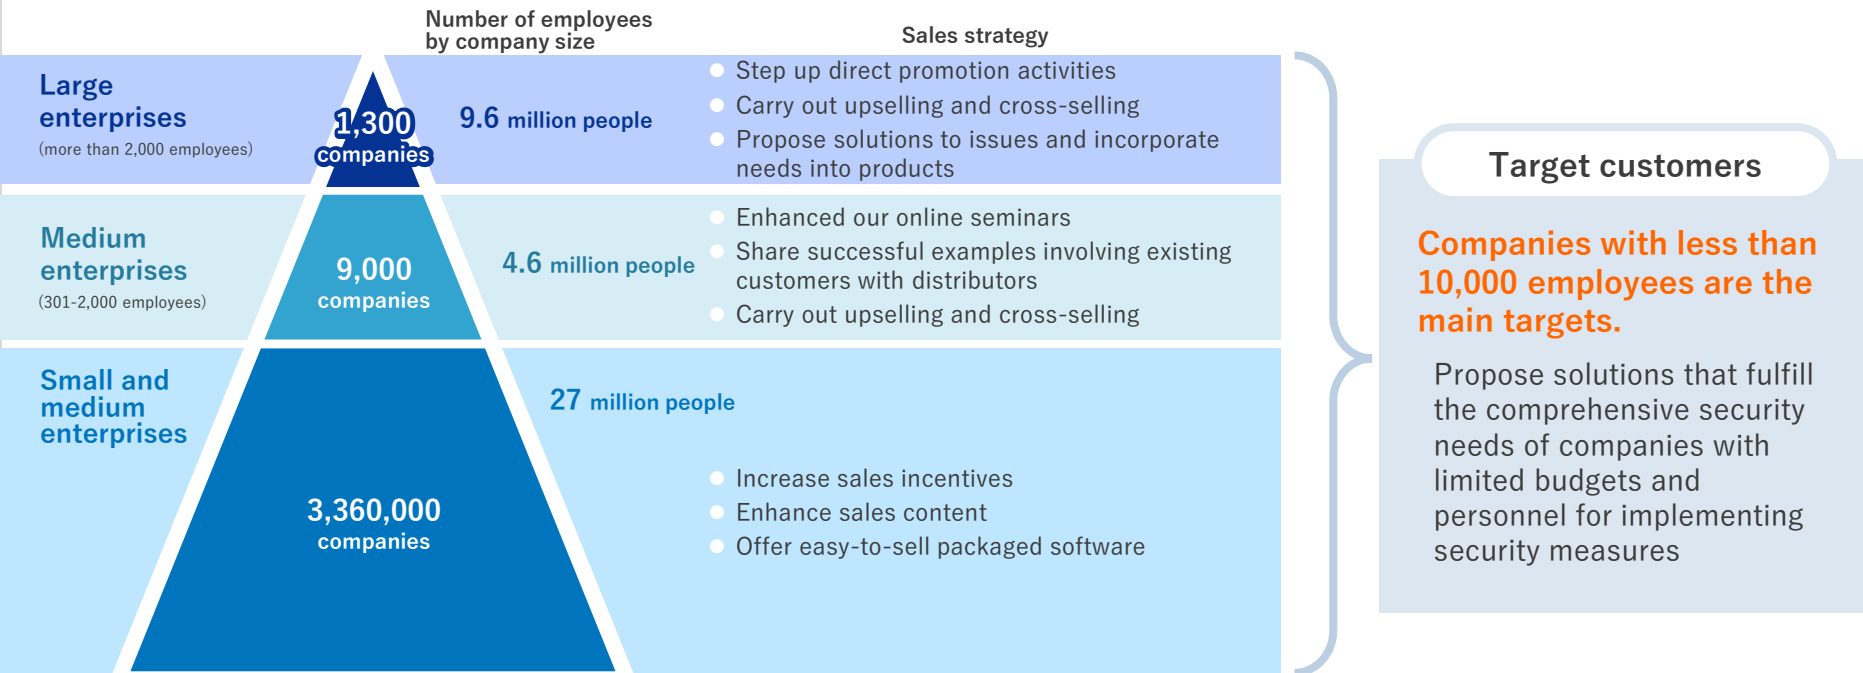 Number of employees
by company size
Sales strategy
Large
enterprises
(more than 2,000 employees)
1,300
companies
9.6 million people
Step up direct promotion activities
Carry out upselling and cross-selling
Propose solutions to issues and incorporate
needs into products
Medium
enterprises
(301-2,000 employees)
9,000
companies
4.6 million people
Enhanced our online seminars
Share successful examples involving existing
customers with distributors
Carry out upselling and cross-selling
Small and
medium
enterprises
3,360,000
companies
27 million people
Increase sales incentives
Enhance sales content
Offer easy-to-sell packaged software
Target customers
Companies with less than
10,000 employees are the
main targets.
Propose solutions that fulfill
the comprehensive security
needs of companies with
limited budgets and
personnel for implementing
security measures